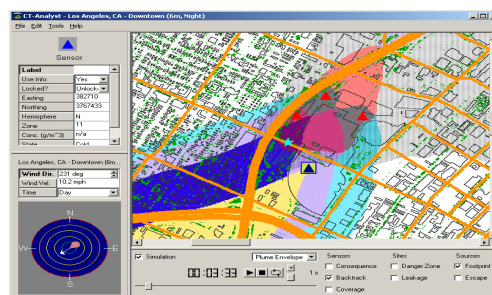 CT-Analyst - Los Angeles, CA - Downtown (6m, Night)
File Edit Tools Help
Sensor
Label
Use Info Yes
Locked? Unlock
Easting 382710
Northing 3767433
Hemisphere N
Zone 11
Conc. (g/m^3) n/a
State Cold
Los Angeles, CA - Downtown (6m...
Wind Dir. 231 deg
Wind Vel. 10.2 mph
Time Day
N
W E
S
Simulation
Plume Envelope
00:03:33
1 x
Sensors
Consequence
Backtrack
Coverage
Sites
Danger Zone
Leakage
Sources
Footprint
Escape